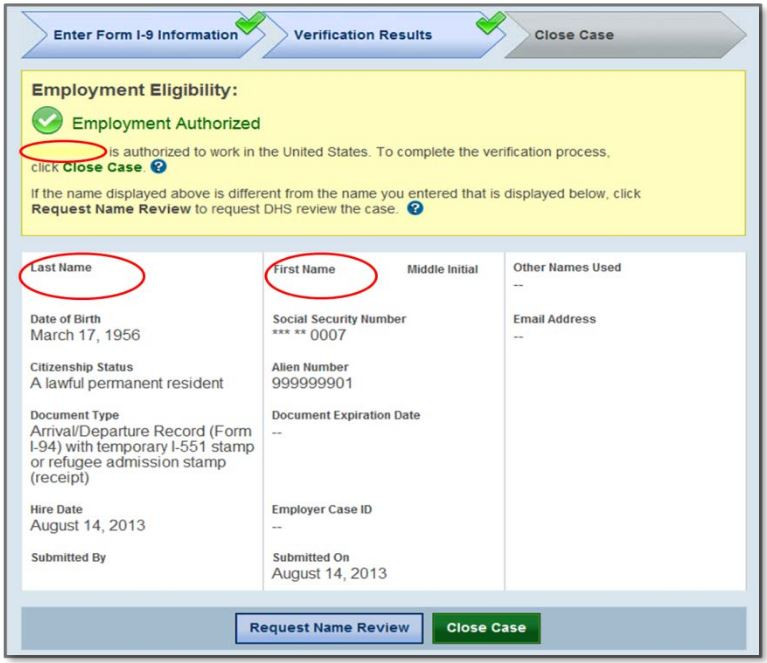 Enter Form I-9 Information
Verification Results
Close Case
Employment Eligibility:
Employment Authorized
is authorized to work in the United States. To complete the verification process,
click Close Case. ?
If the name displayed above is different from the name you entered that is displayed below, click
Request Name Review to request DHS review the case. ?
Last Name
First Name
Middle Initial
Other Names Used
--
Date of Birth
March 17, 1956
Social Security Number
*** ** 0007
Email Address
--
Citizenship Status
A lawful permanent resident
Alien Number
999999901
Document Type
Arrival/Departure Record (Form
I-94) with temporary I-551 stamp
or refugee admission stamp
(receipt)
Document Expiration Date
--
Hire Date
August 14, 2013
Employer Case ID
--
Submitted By
Submitted On
August 14, 2013
Request Name Review
Close Case